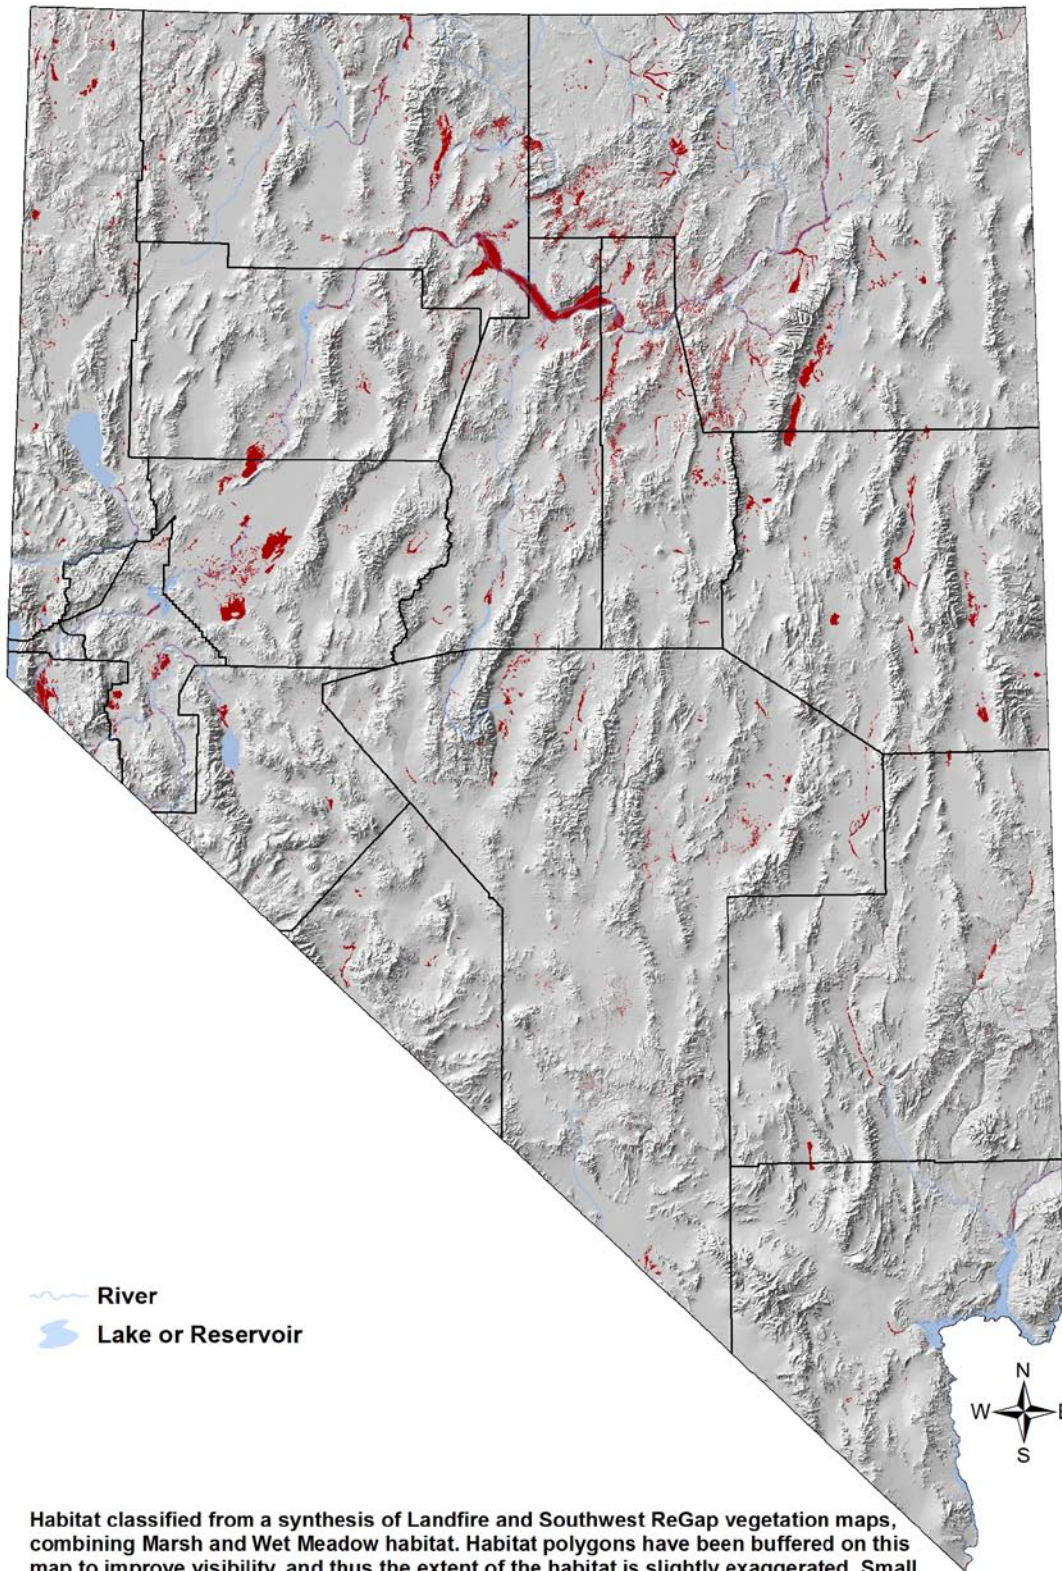 River
Lake or Reservoir
N
W E
S
Habitat classified from a synthesis of Landfire and Southwest ReGap vegetation maps,
combining Marsh and Wet Meadow habitat. Habitat polygons have been buffered on this
map to improve visibility, and thus the extent of the habitat is slightly exaggerated. Small